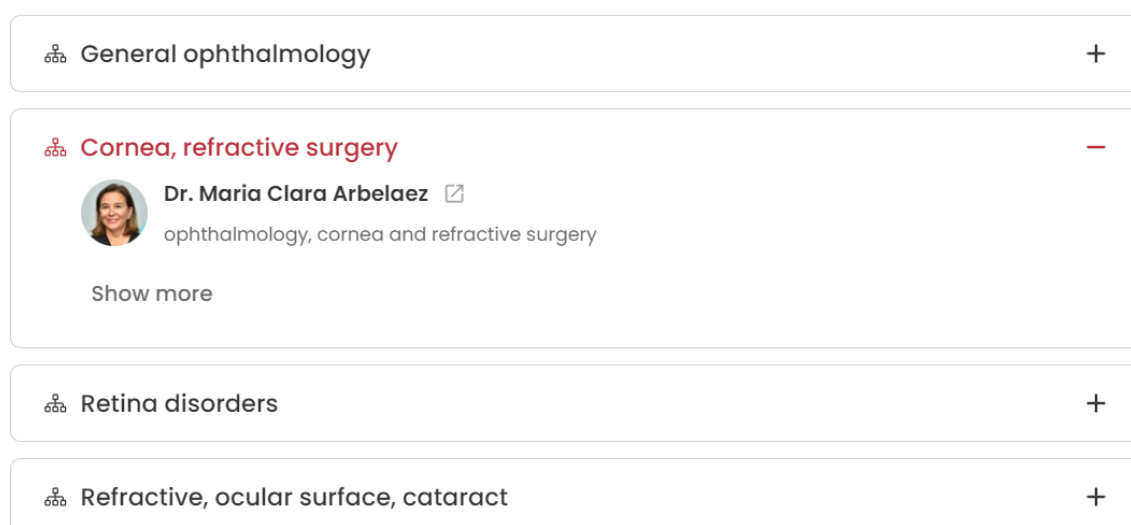 General ophthalmology
Cornea, refractive surgery
Dr. Maria Clara Arbelaez
ophthalmology, cornea and refractive surgery
Show more
Retina disorders
Refractive, ocular surface, cataract